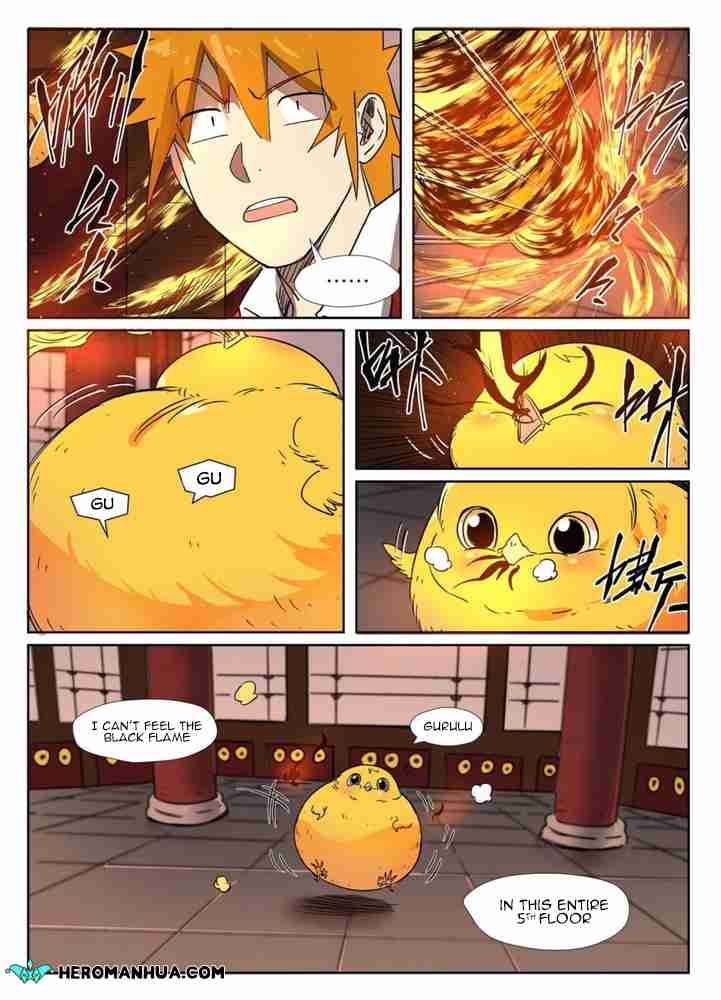 ......
GU
GU
I CAN'T FEEL THE
BLACK FLAME
GURULU
IN THIS ENTIRE
5TH FLOOR
HEROMANHUA.COM